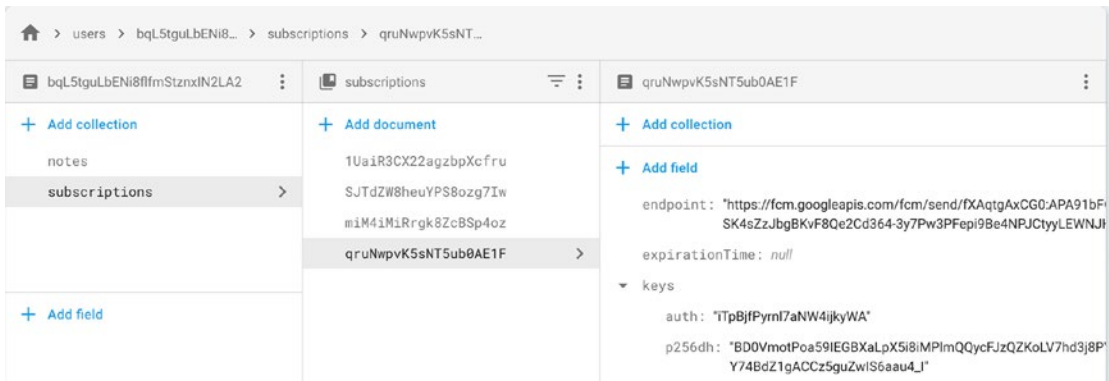 > users > bqL5tguLbENi8… > subscriptions > qruNwpvK5sNT…
bqL5tguLbENi8flfmStznxIN2LA2
subscriptions
qruNwpvK5sNT5ub0AE1F
+ Add collection
notes
subscriptions >
+ Add field
+ Add document
1UaiR3CX22agzbpXcfru
SJTdZW8heuYPS8ozg7Iw
miM4iMiRrgk8ZcBSp4oz
qruNwpvK5sNT5ub0AE1F >
+ Add collection
+ Add field
endpoint: "https://fcm.googleapis.com/fcm/send/fXAqtgAxCG0:APA91bF
SK4sZzJbgBKvF8Qe2Cd364-3y7Pw3PFepi9Be4NPJCtyyLEWNJ
expirationTime: null
keys
auth: "iTpBjfPyrnl7aNW4ijkyWA"
p256dh: "BD0VmotPoa59IEGBXaLpX5i8iMPlmQQycFJzQZKoLV7hd3j8P
Y74BdZ1gACCz5guZwIS6aau4_I"